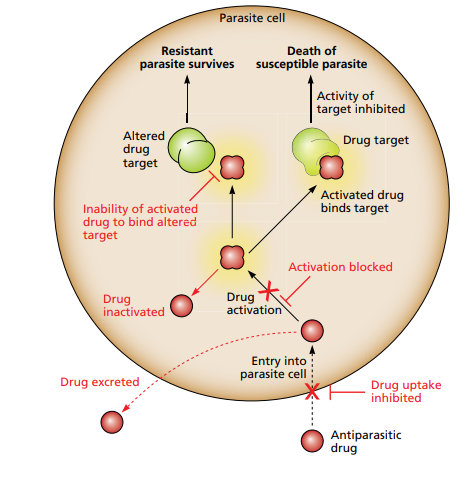 Parasite cell
Resistant
parasite survives
Death of
susceptible parasite
Activity of
target inhibited
Altered
drug
target
Drug target
Activated drug
binds target
Inability of activated
drug to bind altered
target
Activation blocked
Drug
inactivated
Drug
activation
Entry into
parasite cell
Drug excreted
Drug uptake
inhibited
Antiparasitic
drug